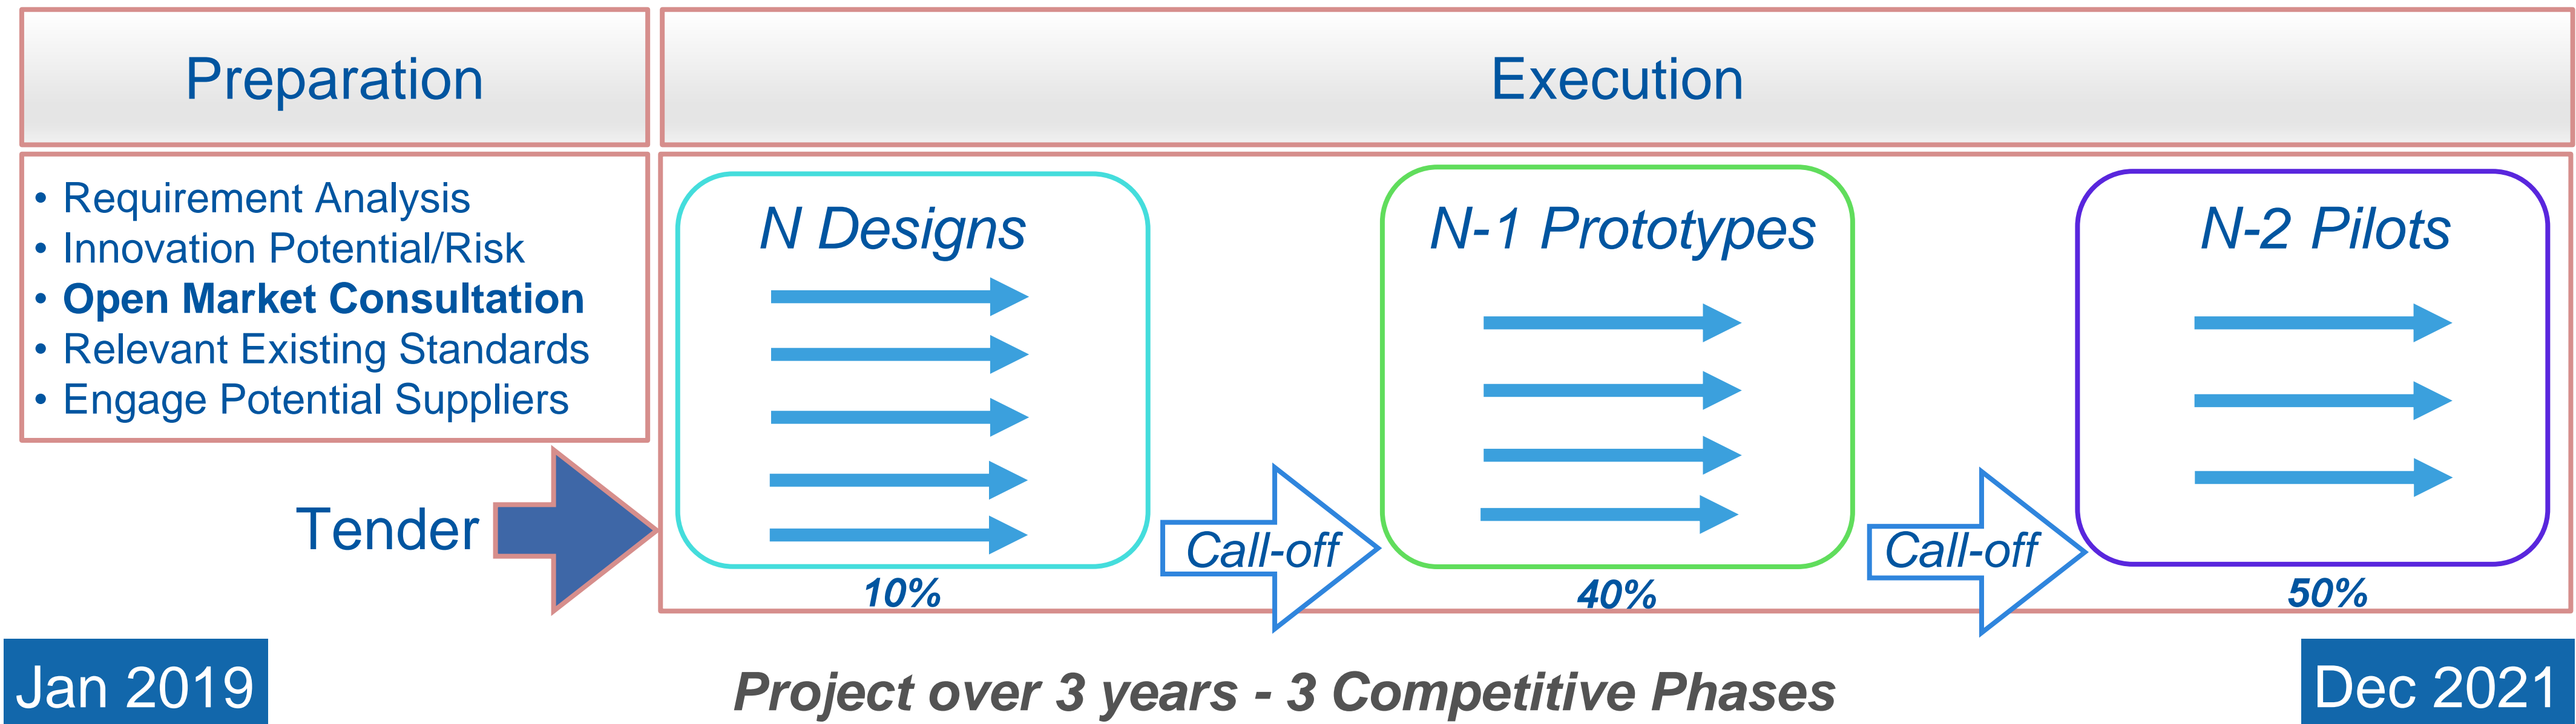 Preparation
Execution
• Requirement Analysis
• Innovation Potential/Risk
• Open Market Consultation
• Relevant Existing Standards
• Engage Potential Suppliers
Tender
N Designs
10%
Call-off
N-1 Prototypes
40%
Call-off
N-2 Pilots
50%
Jan 2019
Project over 3 years - 3 Competitive Phases
Dec 2021